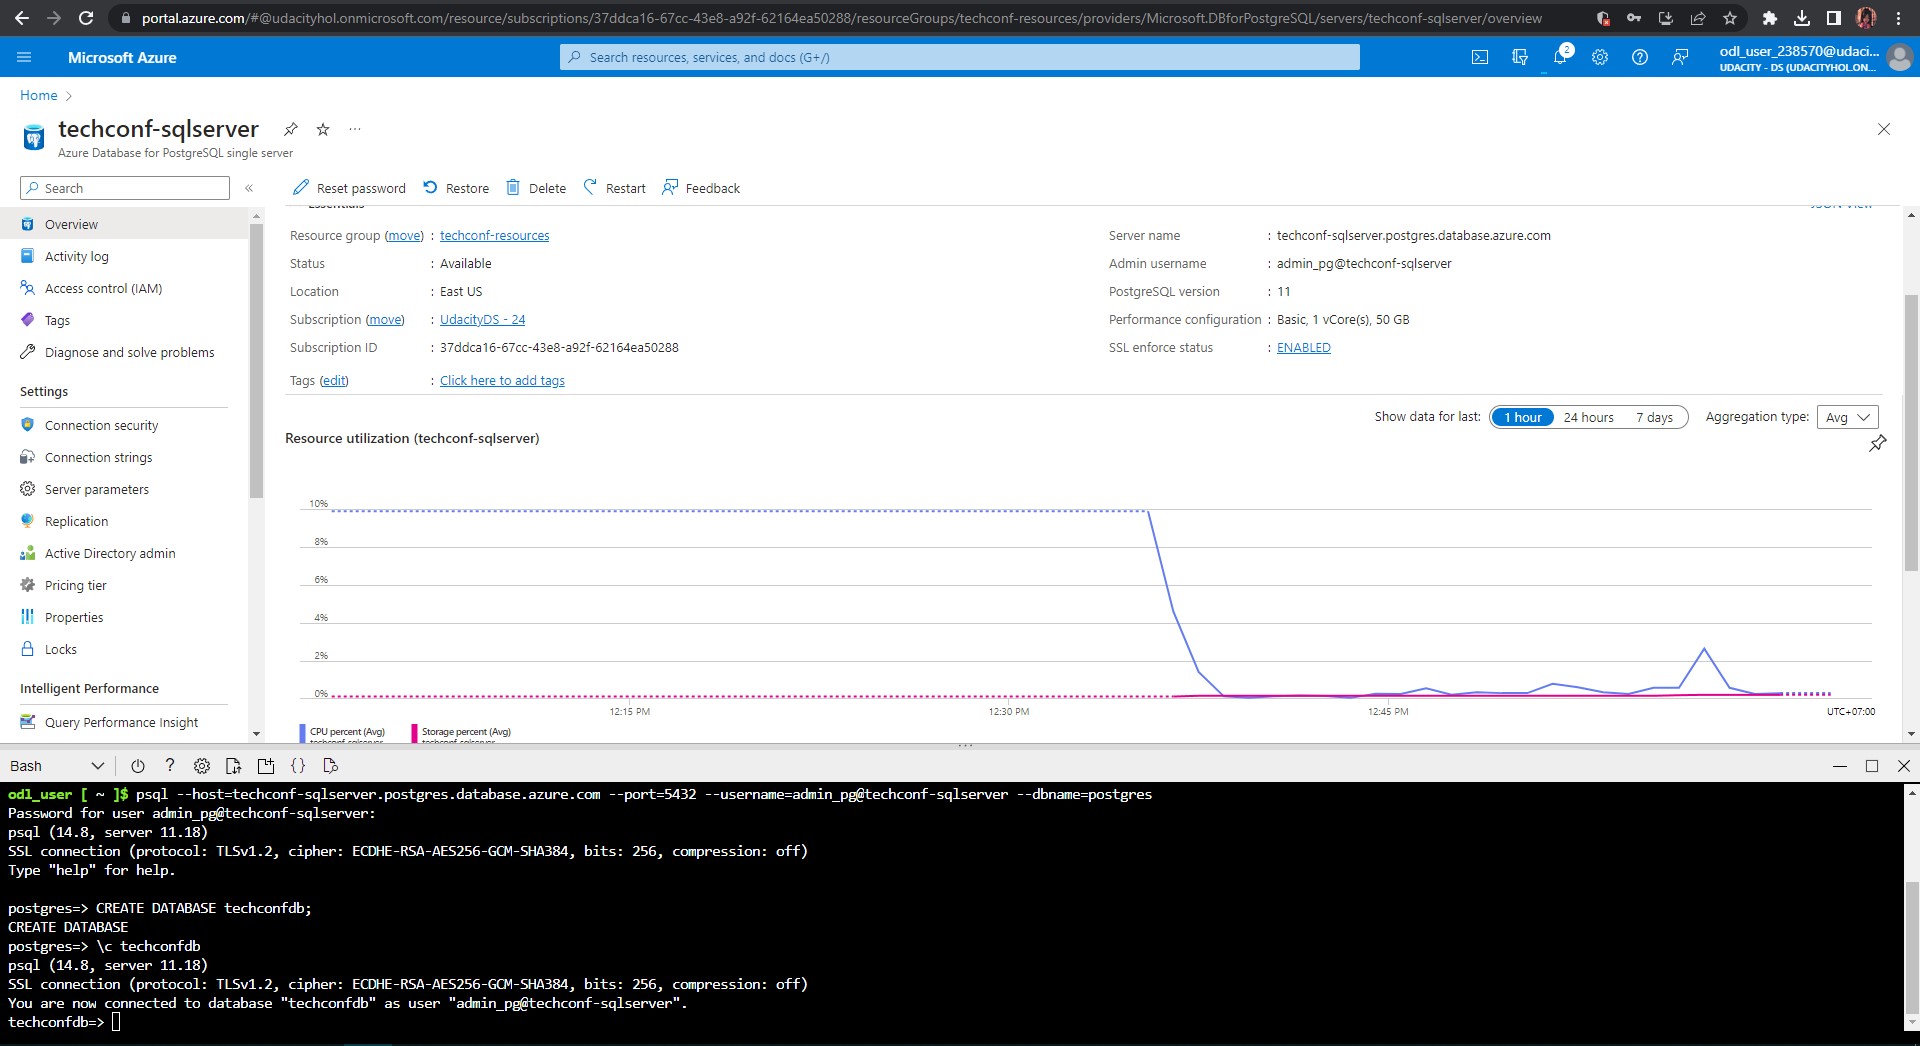 portal.azure.com/#@udacityhol.onmicrosoft.com/resource/subscriptions/37ddca16-67cc-43e8-a92f-62164ea50288/resourceGroups/techconf-resources/providers/Microsoft.DBforPostgreSQL/servers/techconf-sqlserver/overview
Microsoft Azure
Search resources, services, and docs (G+/)
2
odl_user_238570@udaci...
UDACITY - DS (UDACITYHOL.ON...
Home
techconf-sqlserver
Azure Database for PostgreSQL single server
Search
Reset password
Restore
Delete
Restart
Feedback
Essentials
JSON View
Overview
Activity log
Access control (IAM)
Tags
Diagnose and solve problems
Settings
Connection security
Connection strings
Server parameters
Replication
Active Directory admin
Pricing tier
Properties
Locks
Intelligent Performance
Query Performance Insight
Resource group (move) : techconf-resources
Status : Available
Location : East US
Subscription (move) : UdacityDS - 24
Subscription ID : 37ddca16-67cc-43e8-a92f-62164ea50288
Tags (edit) : Click here to add tags
Server name : techconf-sqlserver.postgres.database.azure.com
Admin username : admin_pg@techconf-sqlserver
PostgreSQL version : 11
Performance configuration : Basic, 1 vCore(s), 50 GB
SSL enforce status : ENABLED
Show data for last: 1 hour 24 hours 7 days Aggregation type: Avg
Resource utilization (techconf-sqlserver)
10%
8%
6%
4%
2%
0%
12:15 PM 12:30 PM 12:45 PM UTC+07:00
CPU percent (Avg)
techconf-sqlserver
Storage percent (Avg)
techconf-sqlserver
Bash
odl_user [ ~ ]$ psql --host=techconf-sqlserver.postgres.database.azure.com --port=5432 --username=admin_pg@techconf-sqlserver --dbname=postgres
Password for user admin_pg@techconf-sqlserver:
psql (14.8, server 11.18)
SSL connection (protocol: TLSv1.2, cipher: ECDHE-RSA-AES256-GCM-SHA384, bits: 256, compression: off)
Type "help" for help.
postgres=> CREATE DATABASE techconfdb;
CREATE DATABASE
postgres=> \c techconfdb
psql (14.8, server 11.18)
SSL connection (protocol: TLSv1.2, cipher: ECDHE-RSA-AES256-GCM-SHA384, bits: 256, compression: off)
You are now connected to database "techconfdb" as user "admin_pg@techconf-sqlserver".
techconfdb=>